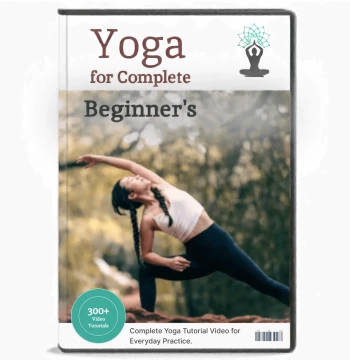 Yoga
for Complete
Beginner's
300+
Video
Tutorials
Complete Yoga Tutorial Video for
Everyday Practice.